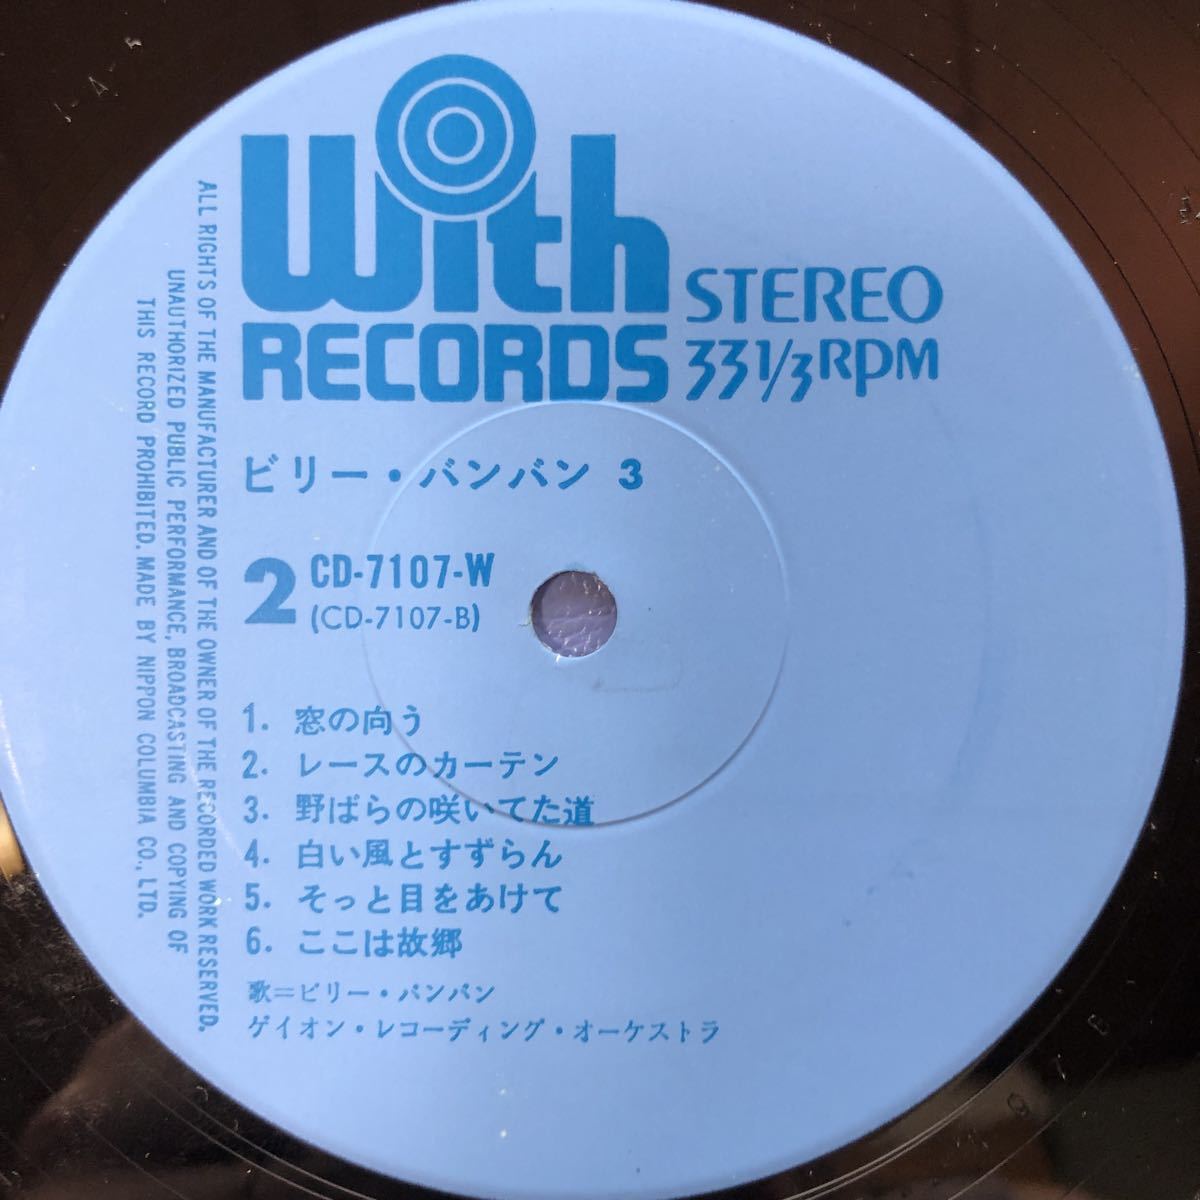 With
RECORDS
STEREO
33 1/3 RPM
ビリー・バンバン 3
2 CD-7107-W
(CD-7107-B)
1. 窓の向う
2. レースのカーテン
3. 野ばらの咲いてた道
4. 白い風とすずらん
5. そっと目をあけて
6. ここは故郷
歌=ビリー・バンバン
ゲイオン・レコーディング・オーケストラ
ALL RIGHTS OF THE MANUFACTURER AND OF THE OWNER OF THE RECORDED WORK RESERVED.
UNAUTHORIZED PUBLIC PERFORMANCE, BROADCASTING AND COPYING OF
THIS RECORD PROHIBITED. MADE BY NIPPON COLUMBIA CO., LTD.